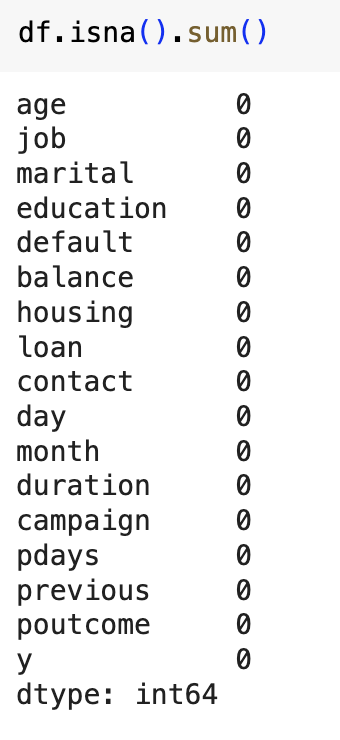 df.isna().sum()
age 0
job 0
marital 0
education 0
default 0
balance 0
housing 0
loan 0
contact 0
day 0
month 0
duration 0
campaign 0
pdays 0
previous 0
poutcome 0
y 0
dtype: int64